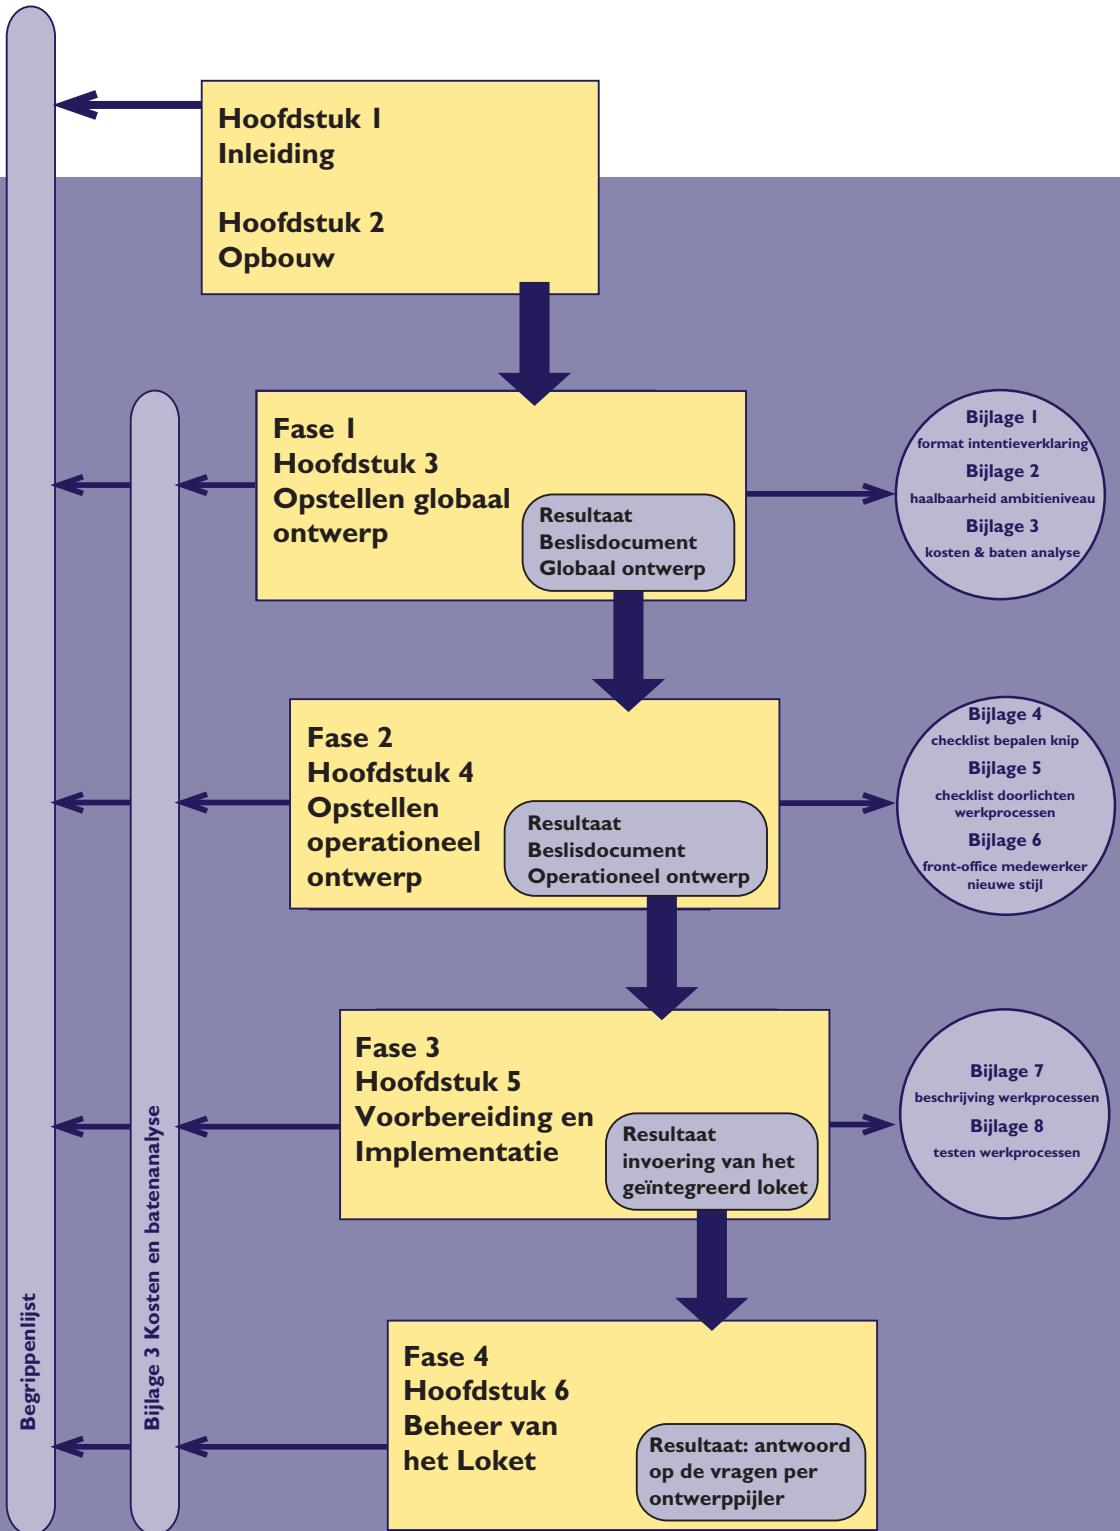 Hoofdstuk 1
Inleiding
Hoofdstuk 2
Opbouw
Fase 1
Hoofdstuk 3
Opstellen globaal
ontwerp
Resultaat
Beslisdocument
Globaal ontwerp
Bijlage 1
format intentieverklaring
Bijlage 2
haalbaarheid ambitieniveau
Bijlage 3
kosten & baten analyse
Fase 2
Hoofdstuk 4
Opstellen
operationeel
ontwerp
Resultaat
Beslisdocument
Operationeel ontwerp
Bijlage 4
checklist bepalen knip
Bijlage 5
checklist doorlichten
werkprocessen
Bijlage 6
front-office medewerker
nieuwe stijl
Fase 3
Hoofdstuk 5
Voorbereiding en
Implementatie
Resultaat
invoering van het
geïntegreerd loket
Bijlage 7
beschrijving werkprocessen
Bijlage 8
testen werkprocessen
Fase 4
Hoofdstuk 6
Beheer van
het Loket
Resultaat: antwoord
op de vragen per
ontwerppijler
Begrippenlijst
Bijlage 3 Kosten en batenanalyse